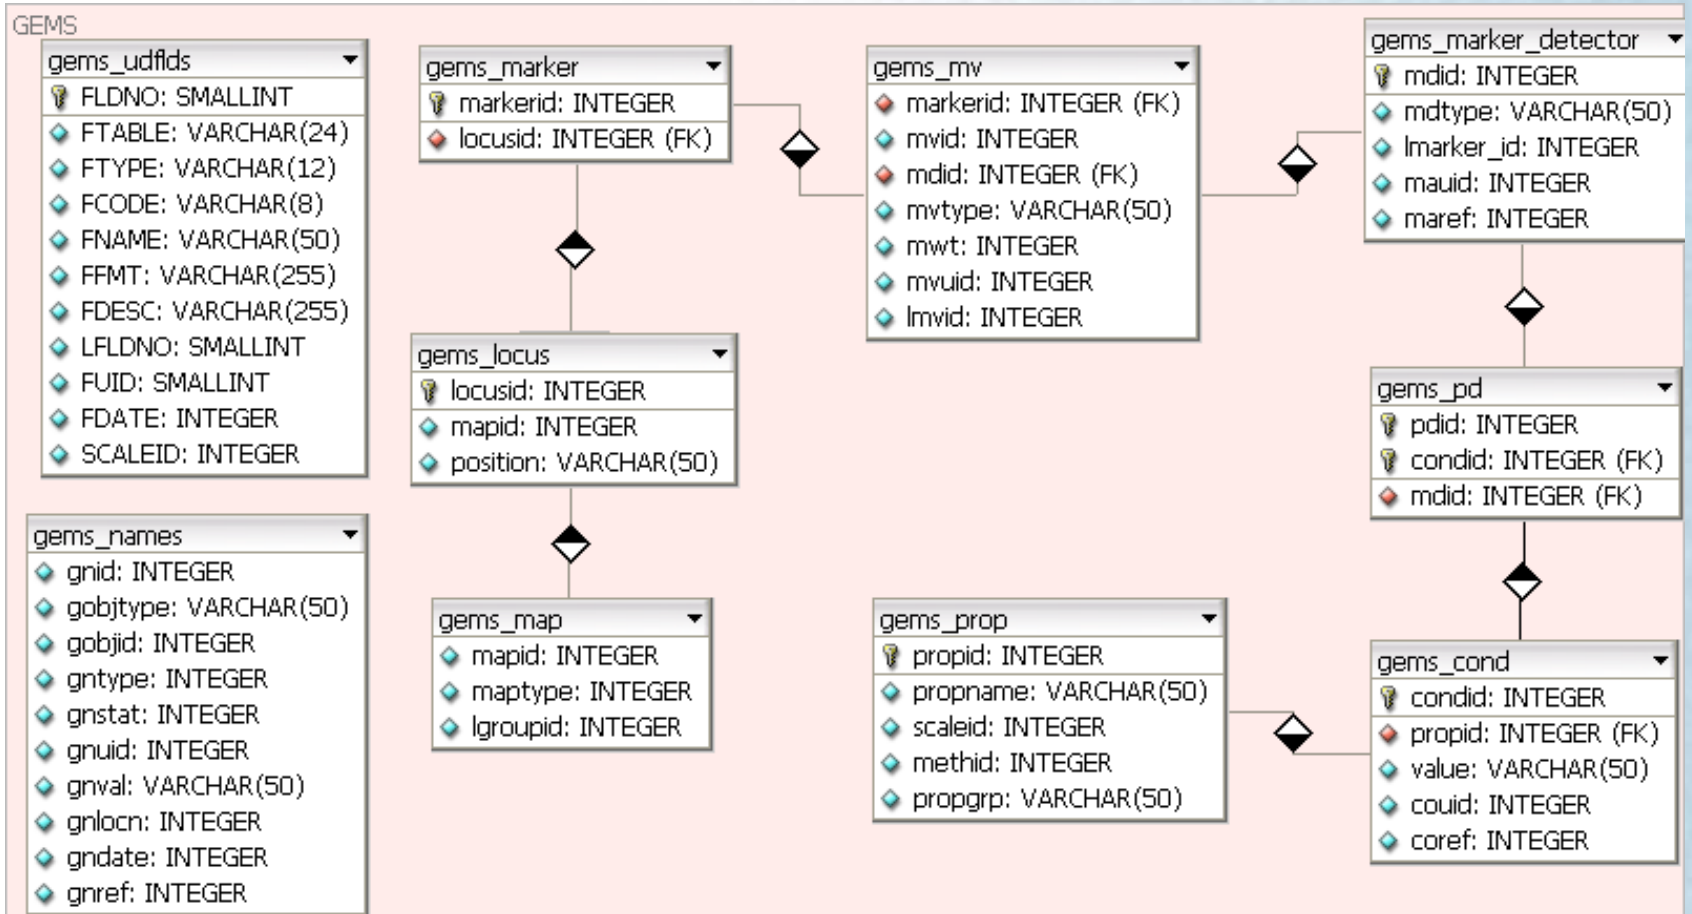 GEMS
gems_udflds
FLDNO: SMALLINT
FTABLE: VARCHAR(24)
FTYPE: VARCHAR(12)
FCODE: VARCHAR(8)
FNAME: VARCHAR(50)
FFMT: VARCHAR(255)
FDESC: VARCHAR(255)
LFLDNO: SMALLINT
FUID: SMALLINT
FDATE: INTEGER
SCALEID: INTEGER
gems_names
gnid: INTEGER
gobjtype: VARCHAR(50)
gobjid: INTEGER
gntype: INTEGER
gnstat: INTEGER
gnuid: INTEGER
gnval: VARCHAR(50)
gnlocn: INTEGER
gndate: INTEGER
gnref: INTEGER
gems_marker
markerid: INTEGER
locusid: INTEGER (FK)
gems_locus
locusid: INTEGER
mapid: INTEGER
position: VARCHAR(50)
gems_map
mapid: INTEGER
maptype: INTEGER
lgroupid: INTEGER
gems_mv
markerid: INTEGER (FK)
mvid: INTEGER
mdid: INTEGER (FK)
mvtype: VARCHAR(50)
mwt: INTEGER
mvuid: INTEGER
lmvid: INTEGER
gems_prop
propid: INTEGER
propname: VARCHAR(50)
scaleid: INTEGER
methid: INTEGER
propgrp: VARCHAR(50)
gems_marker_detector
mdid: INTEGER
mdtype: VARCHAR(50)
lmarker_id: INTEGER
mauid: INTEGER
maref: INTEGER
gems_pd
pdid: INTEGER
condid: INTEGER (FK)
mdid: INTEGER (FK)
gems_cond
condid: INTEGER
propid: INTEGER (FK)
value: VARCHAR(50)
couid: INTEGER
coref: INTEGER